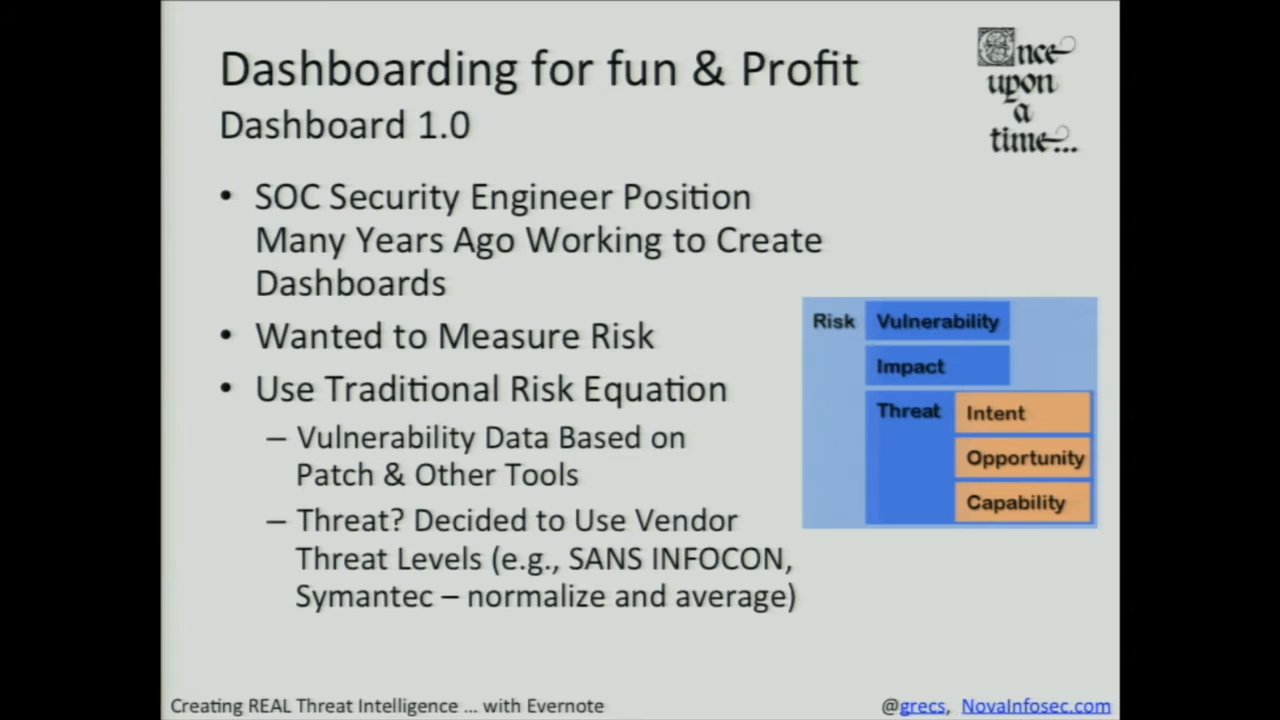 Dashboarding for fun & Profit
Dashboard 1.0
Once
upon
a
time...
• SOC Security Engineer Position
Many Years Ago Working to Create
Dashboards
• Wanted to Measure Risk
• Use Traditional Risk Equation
– Vulnerability Data Based on
Patch & Other Tools
– Threat? Decided to Use Vendor
Threat Levels (e.g., SANS INFOCON,
Symantec – normalize and average)
Risk Vulnerability
Impact
Threat Intent
Opportunity
Capability
Creating REAL Threat Intelligence ... with Evernote
@grecs, NovaInfosec.com